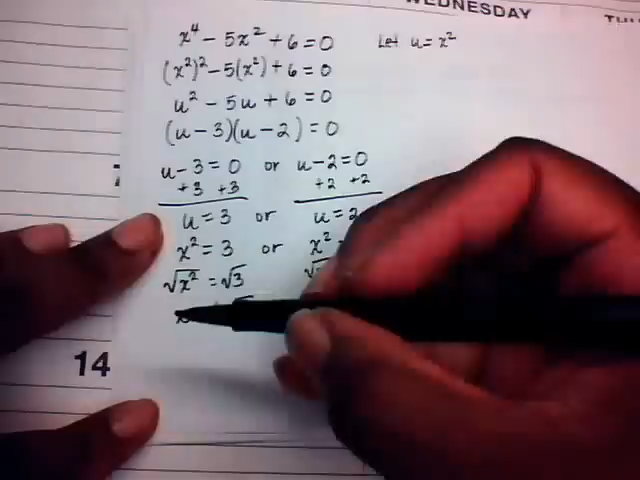 WEDNESDAY
x⁴ - 5x² + 6 = 0 Let u = x²
(x²)² - 5(x²) + 6 = 0
u² - 5u + 6 = 0
(u - 3)(u - 2) = 0
u - 3 = 0 or u - 2 = 0
+3 +3 +2 +2
u = 3 or u = 2
x² = 3 or x²
√x² = √3
x
14